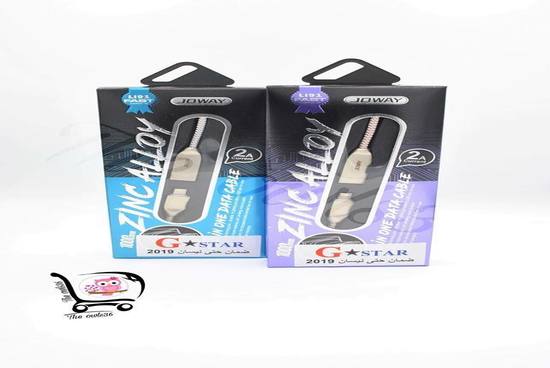 LI91
FAST
JOWAY
ZINC ALLOY
2A
IN ONE DATA CABLE
G★STAR
ضمان حتى نيسان 2019
LI91
FAST
JOWAY
ZINC ALLOY
2A
IN ONE DATA CABLE
G★STAR
ضمان حتى نيسان 2019
The owls36